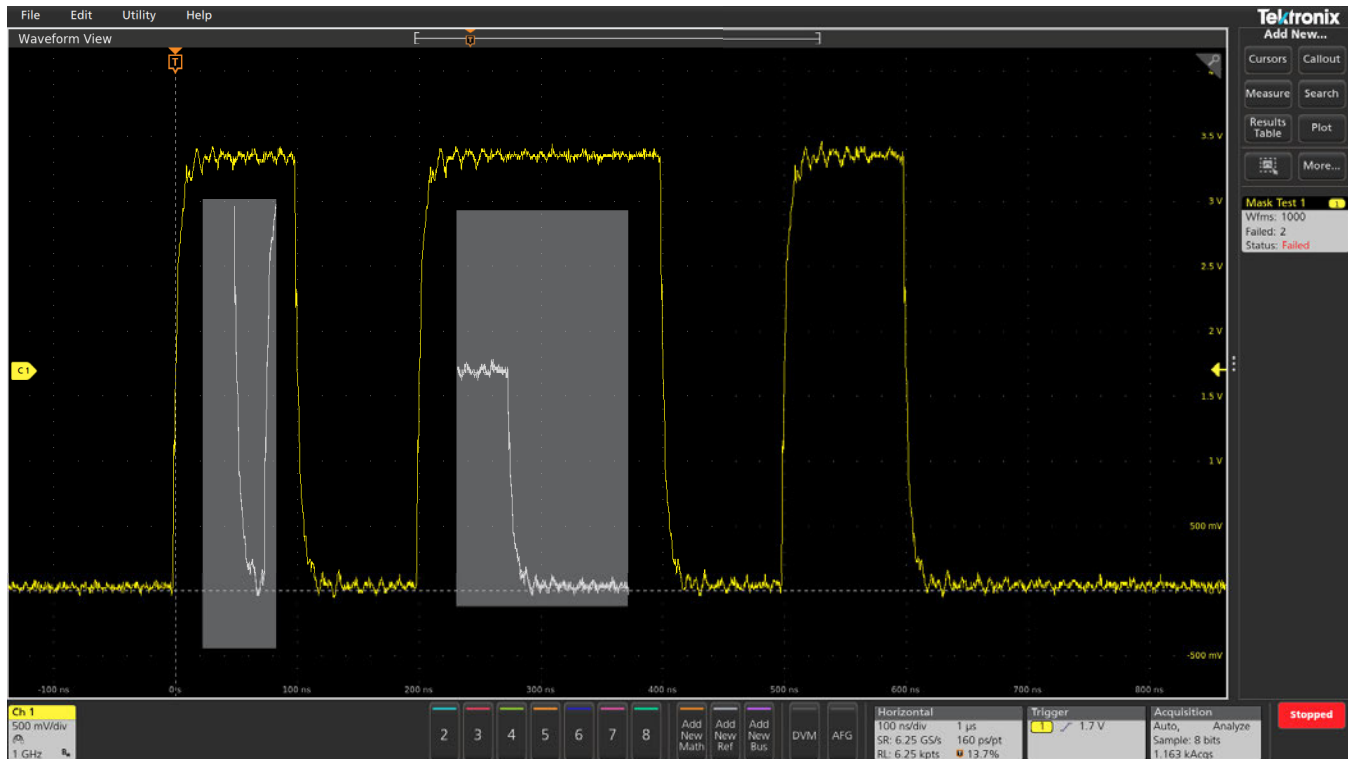 File Edit Utility Help
Tektronix
Waveform View
Add New...
T
T
Cursors Callout
Measure Search
Results Table Plot
More...
3.5 V
3 V
2.5 V
2 V
1.5 V
1 V
500 mV
-500 mV
C 1
Mask Test 1 1
Wfms: 1000
Failed: 2
Status: Failed
-100 ns 0s 100 ns 200 ns 300 ns 400 ns 500 ns 600 ns 700 ns 800 ns
Ch 1
500 mV/div
1 GHz
2 3 4 5 6 7 8
Add New Math
Add New Ref
Add New Bus
DVM AFG
Horizontal
100 ns/div 1 µs
SR: 6.25 GS/s 160 ps/pt
RL: 6.25 kpts 13.7%
Trigger
1 1.7 V
Acquisition
Auto, Analyze
Sample: 8 bits
1.163 kAcqs
Stopped